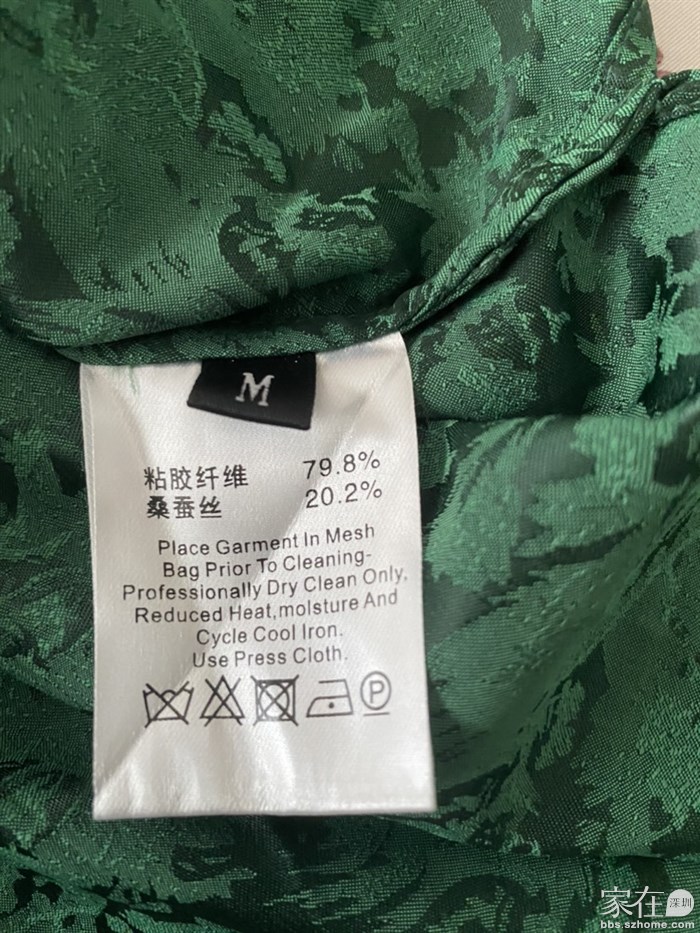 M
粘胶纤维 79.8%
桑蚕丝 20.2%
Place Garment In Mesh
Bag Prior To Cleaning-
Professionally Dry Clean Only,
Reduced Heat,molsture And
Cycle Cool Iron.
Use Press Cloth.
P
家在深圳
bbs.szhome.com